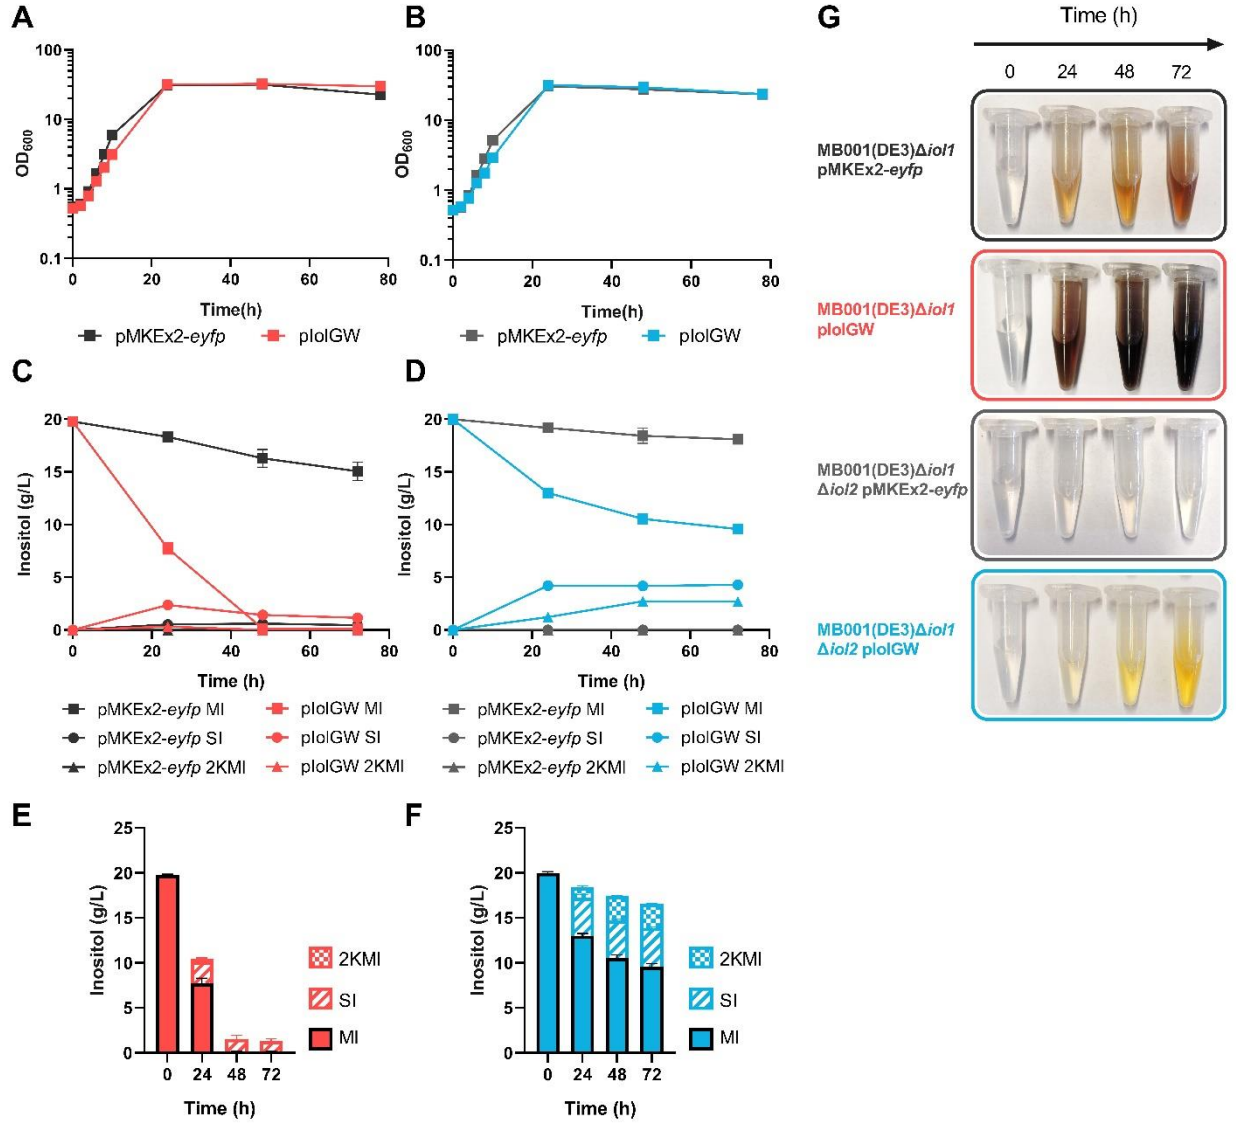 A
100
10
1
0.1
OD600
0 20 40 60 80
Time(h)
pMKEx2-eyfp pIolGW
B
100
10
1
0.1
OD600
0 20 40 60 80
Time(h)
pMKEx2-eyfp pIolGW
C
20
15
10
5
0
Inositol (g/L)
0 20 40 60 80
Time (h)
pMKEx2-eyfp MI pIolGW MI
pMKEx2-eyfp SI pIolGW SI
pMKEx2-eyfp 2KMI pIolGW 2KMI
D
20
15
10
5
0
Inositol (g/L)
0 20 40 60 80
Time (h)
pMKEx2-eyfp MI pIolGW MI
pMKEx2-eyfp SI pIolGW SI
pMKEx2-eyfp 2KMI pIolGW 2KMI
E
25
20
15
10
5
0
Inositol (g/L)
0 24 48 72
Time (h)
2KMI
SI
MI
F
25
20
15
10
5
0
Inositol (g/L)
0 24 48 72
Time (h)
2KMI
SI
MI
G
Time (h)
0 24 48 72
MB001(DE3)Δiol1
pMKEx2-eyfp
MB001(DE3)Δiol1
pIolGW
MB001(DE3)Δiol1
Δiol2 pMKEx2-eyfp
MB001(DE3)Δiol1
Δiol2 pIolGW